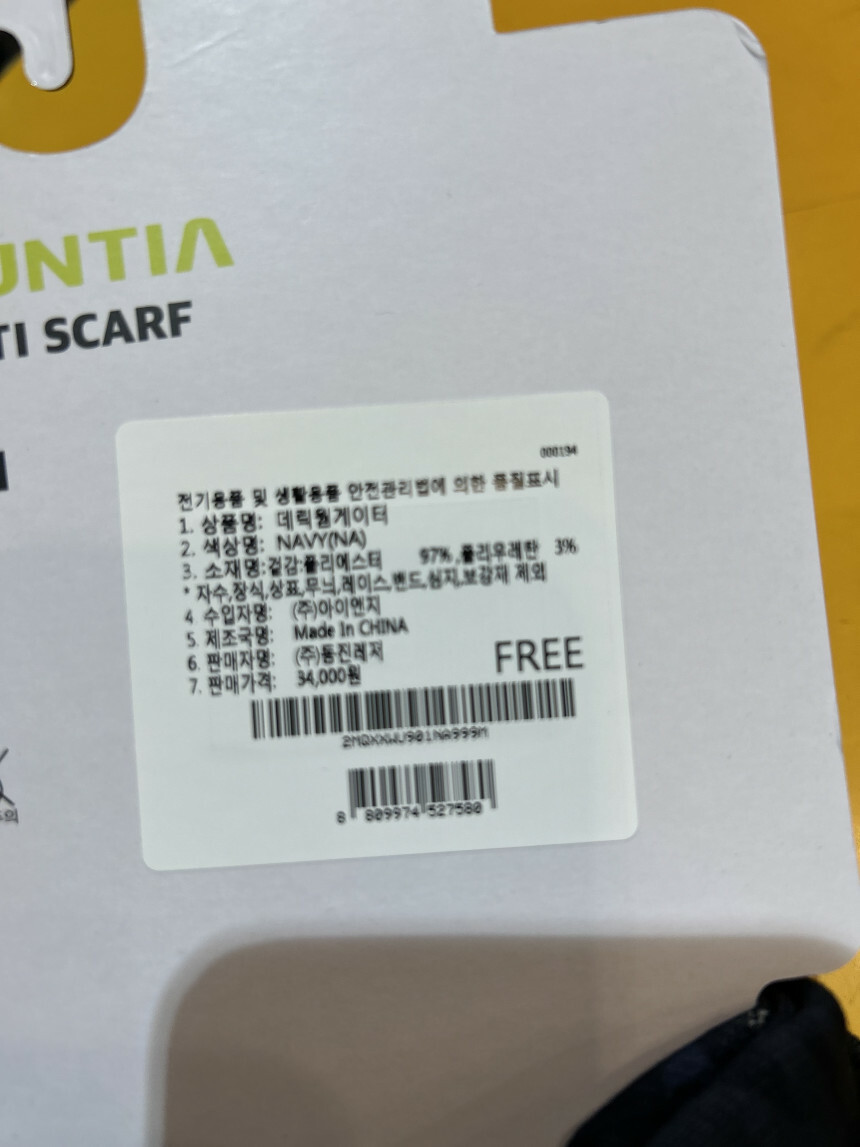 UNTIA
TI SCARF
000194
전기용품 및 생활용품 안전관리법에 의한 품질표시
1. 상품명: 데릭웜게이터
2. 색상명: NAVY(NA)
3. 소재명:겉감:폴리에스터 97%,폴리우레탄 3%
* 자수,장식,상표,무늬,레이스,밴드,심지,보강재 제외
4. 수입자명: (주)아이엔지
5. 제조국명: Made In CHINA
6. 판매자명: (주)동진레저
7. 판매가격: 34,000원
FREE
8 809974 527580